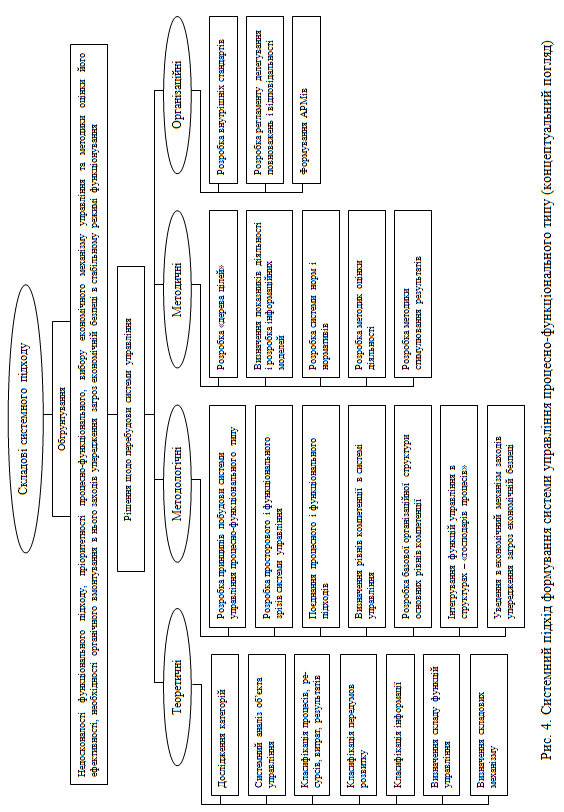 Складові системного підходу
Обґрунтування
Недосконалості функціонального підходу, пріоритетності процесно-функціонального, вибору економічного механізму управління та методики оцінки його
ефективності, необхідності органічного вмонтування в нього заходів упередження загроз економічній безпеці в стабільному режимі функціонування
Рішення щодо перебудови системи управління
Теоретичні
Дослідження категорій
Системний аналіз об’єкта
управління
Класифікація процесів, ре-
сурсів, витрат, результатів
Класифікація передумов
розвитку
Класифікація інформації
Визначення складу функцій
управління
Визначення складових
механізму
Методологічні
Розробка принципів побудови системи
управління процесно-функціонального типу
Розробка просторового і функціонального
зрізів системи управління
Поєднання процесного і функціонального
підходів
Визначення рівнів компетенції в системі
управління
Розробка базової організаційної структури
основних рівнів компетенції
Інтегрування функцій управління в
структурах – «господарів процесів»
Уведення в економічний механізм заходів
упередження загроз економічній безпеці
Методичні
Розробка «дерева цілей»
Визначення показників діяльності
і розробка інформаційних
моделей
Розробка системи норм і
нормативів
Розробка методик оцінки
діяльності
Розробка методики
стимулювання результатів
Організаційні
Розробка внутрішніх стандартів
Розробка регламенту делегування
повноважень і відповідальності
Формування АРМів
Рис. 4. Системний підхід формування системи управління процесно-функціонального типу (концептуальний погляд)